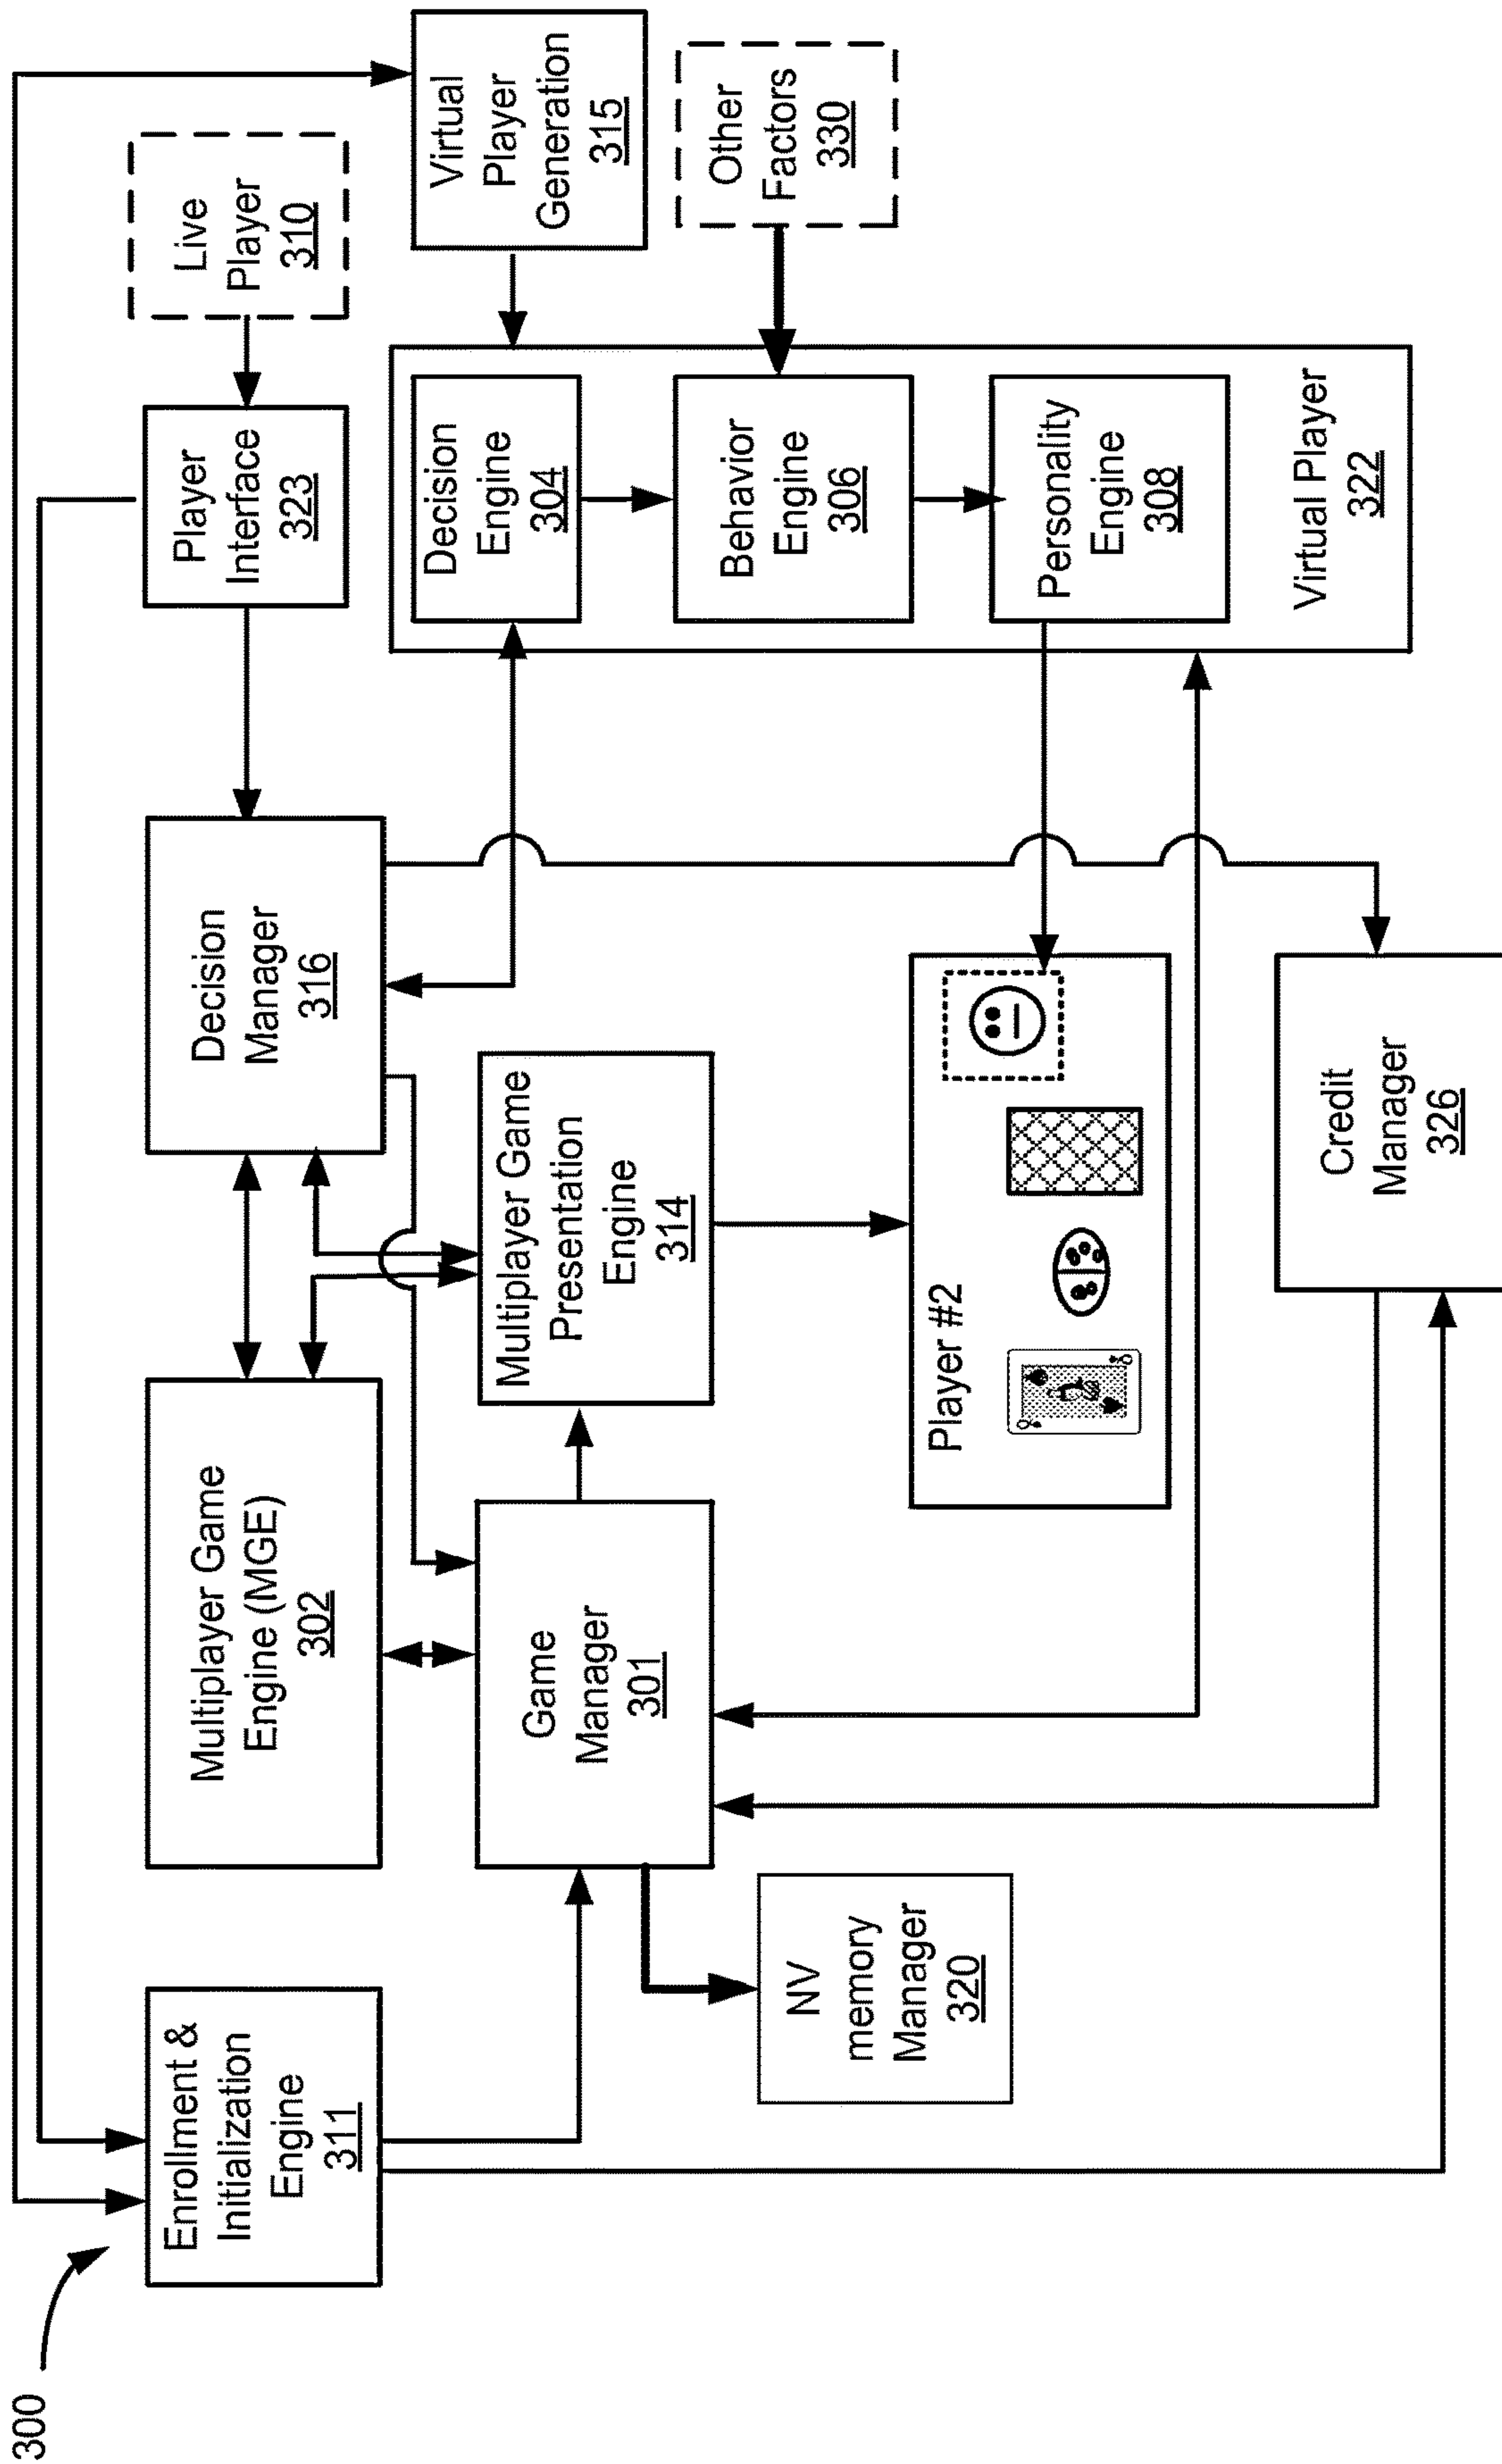 300
Enrollment &
Initialization
Engine
311
Multiplayer Game
Engine (MGE)
302
Decision
Manager
316
Player
Interface
323
Live
Player
310
Virtual
Player
Generation
315
Other
Factors
330
Game
Manager
301
Multiplayer Game
Presentation
Engine
314
Decision
Engine
304
Behavior
Engine
306
Personality
Engine
308
Virtual Player
322
NV
memory
Manager
320
Player #2
Q
Q
Credit
Manager
326